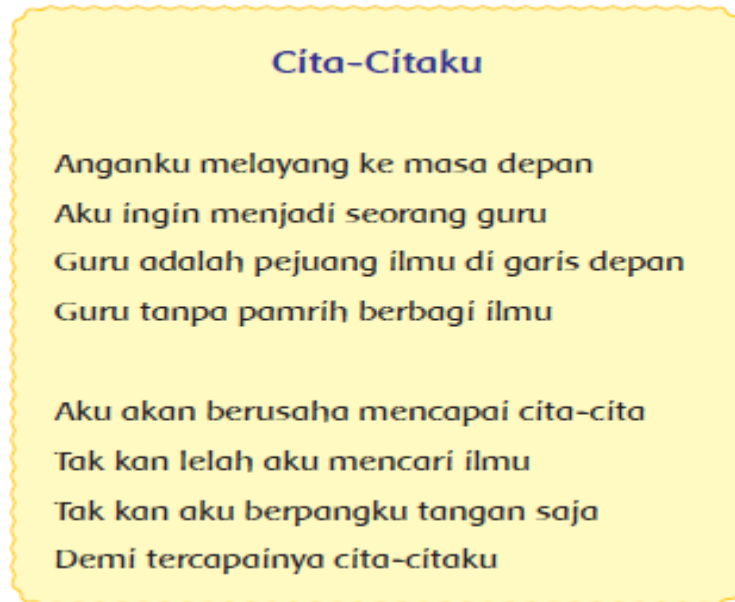 Cita-Citaku
Anganku melayang ke masa depan
Aku ingin menjadi seorang guru
Guru adalah pejuang ilmu di garis depan
Guru tanpa pamrih berbagi ilmu
Aku akan berusaha mencapai cita-cita
Tak kan lelah aku mencari ilmu
Tak kan aku berpangku tangan saja
Demi tercapainya cita-citaku